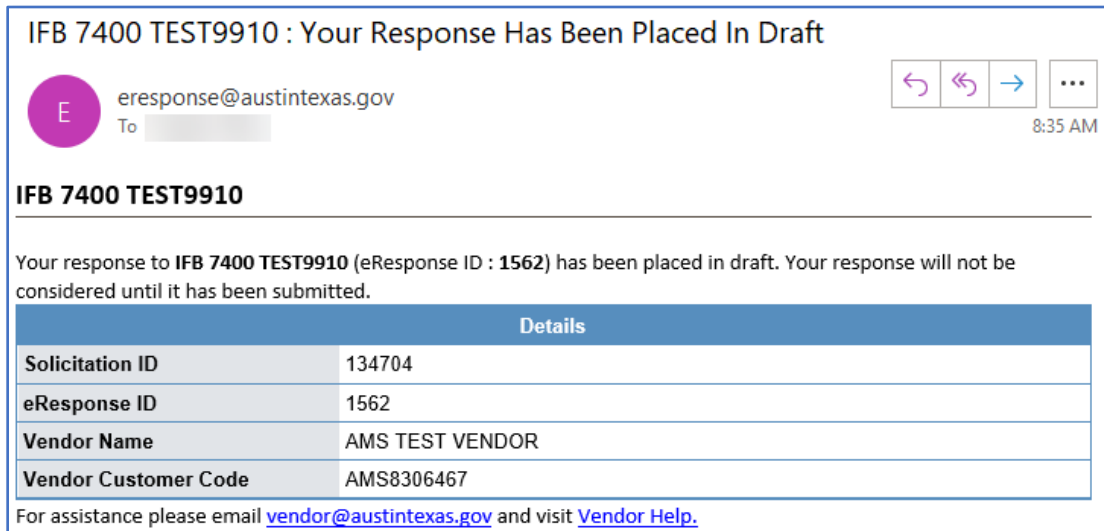 IFB 7400 TEST9910 : Your Response Has Been Placed In Draft
E
eresponse@austintexas.gov
To
8:35 AM
IFB 7400 TEST9910
Your response to IFB 7400 TEST9910 (eResponse ID : 1562) has been placed in draft. Your response will not be
considered until it has been submitted.
Details
Solicitation ID 134704
eResponse ID 1562
Vendor Name AMS TEST VENDOR
Vendor Customer Code AMS8306467
For assistance please email vendor@austintexas.gov and visit Vendor Help.